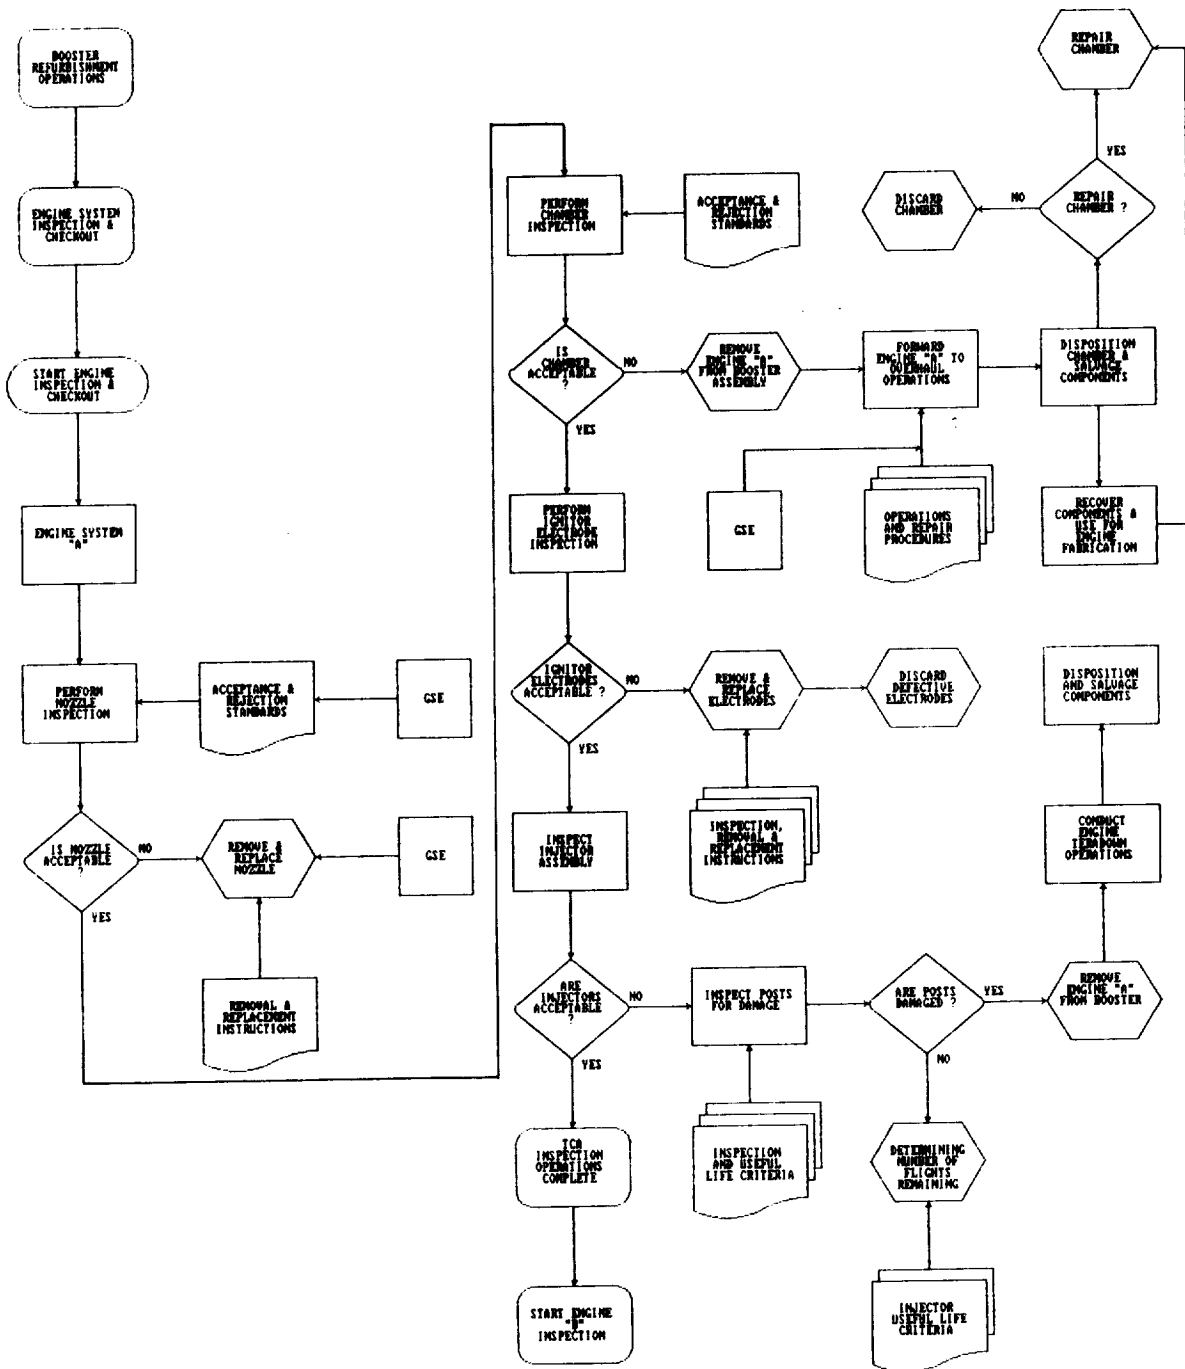 BOOSTER
REFURBISHMENT
OPERATIONS
ENGINE SYSTEM
INSPECTION &
CHECKOUT
START ENGINE
INSPECTION &
CHECKOUT
ENGINE SYSTEM
"A"
PERFORM
NOZZLE
INSPECTION
ACCEPTANCE &
REJECTION
STANDARDS
GSE
IS NOZZLE
ACCEPTABLE
?
NO
YES
REMOVE &
REPLACE
NOZZLE
GSE
REMOVAL &
REPLACEMENT
INSTRUCTIONS
PERFORM
CHAMBER
INSPECTION
ACCEPTANCE &
REJECTION
STANDARDS
IS
CHAMBER
ACCEPTABLE
?
NO
YES
REMOVE
ENGINE "A"
FROM BOOSTER
ASSEMBLY
FORWARD
ENGINE "A" TO
OVERHAUL
OPERATIONS
GSE
OPERATIONS
AND REPAIR
PROCEDURES
DISPOSITION
CHAMBER &
SALVAGE
COMPONENTS
REPAIR
CHAMBER ?
YES
NO
REPAIR
CHAMBER
DISCARD
CHAMBER
RECOVER
COMPONENTS &
USE FOR
ENGINE
FABRICATION
PERFORM
IGNITOR
ELECTRODE
INSPECTION
IGNITOR
ELECTRODES
ACCEPTABLE ?
NO
YES
REMOVE &
REPLACE
ELECTRODES
DISCARD
DEFECTIVE
ELECTRODES
INSPECTION,
REMOVAL &
REPLACEMENT
INSTRUCTIONS
INSPECT
INJECTOR
ASSEMBLY
ARE
INJECTORS
ACCEPTABLE
?
NO
YES
INSPECT POSTS
FOR DAMAGE
INSPECTION
AND USEFUL
LIFE CRITERIA
ARE POSTS
DAMAGED ?
YES
NO
REMOVE
ENGINE "A"
FROM BOOSTER
CONDUCT
ENGINE
TERADOWN
OPERATIONS
DISPOSITION
AND SALVAGE
COMPONENTS
DETERMINING
NUMBER OF
FLIGHTS
REMAINING
INJECTOR
USEFUL LIFE
CRITERIA
TCA
INSPECTION
OPERATIONS
COMPLETE
START ENGINE
"B"
INSPECTION